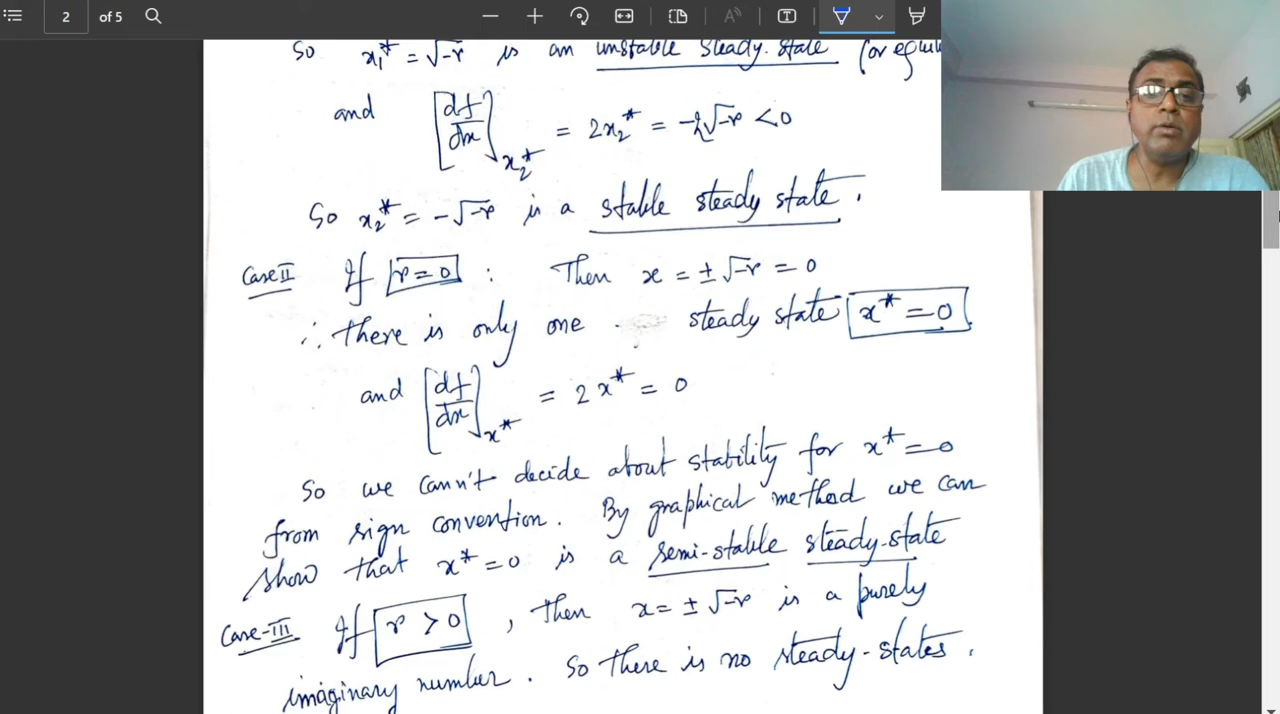 2 of 5
So x₁* = √-r is an unstable steady-state (or
and [df/dx]x₂* = 2x₂* = -2√-r < 0
So x₂* = -√-r is a stable steady state.
Case II If r = 0 : Then x = ± √-r = 0
∴ there is only one steady state x* = 0
and [df/dx]x* = 2x* = 0
So we cann't decide about stability for x* = 0
from sign convention. By graphical method we can
show that x* = 0 is a semi-stable steady-state
Case-III If r > 0, then x = ± √-r is a purely
imaginary number. So there is no steady-states.